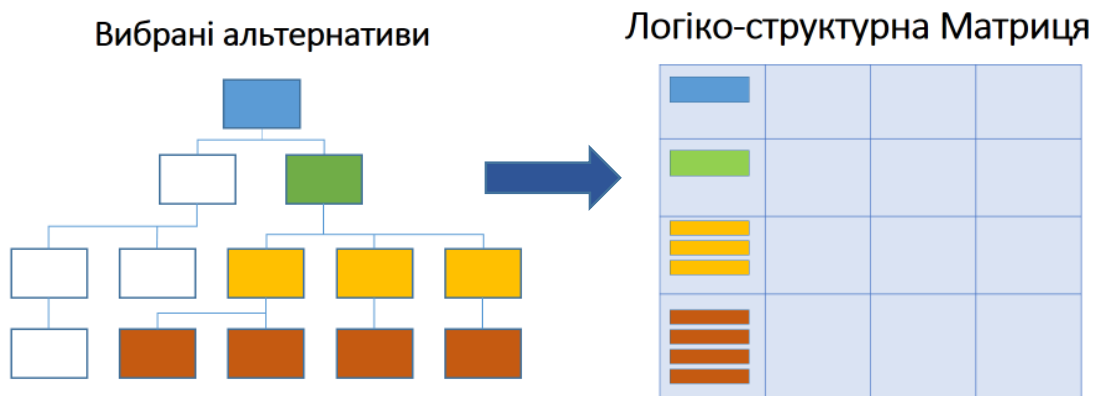 Вибрані альтернативи
Логіко-структурна Матриця